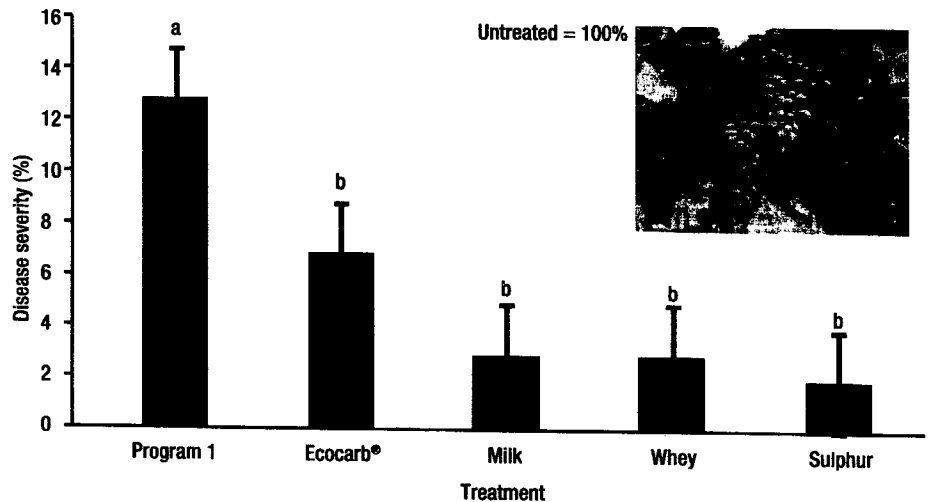 Untreated = 100%
Disease severity (%)
16
14
12
10
8
6
4
2
0
a
b
b
b
b
Program 1
Ecocarb®
Milk
Whey
Sulphur
Treatment